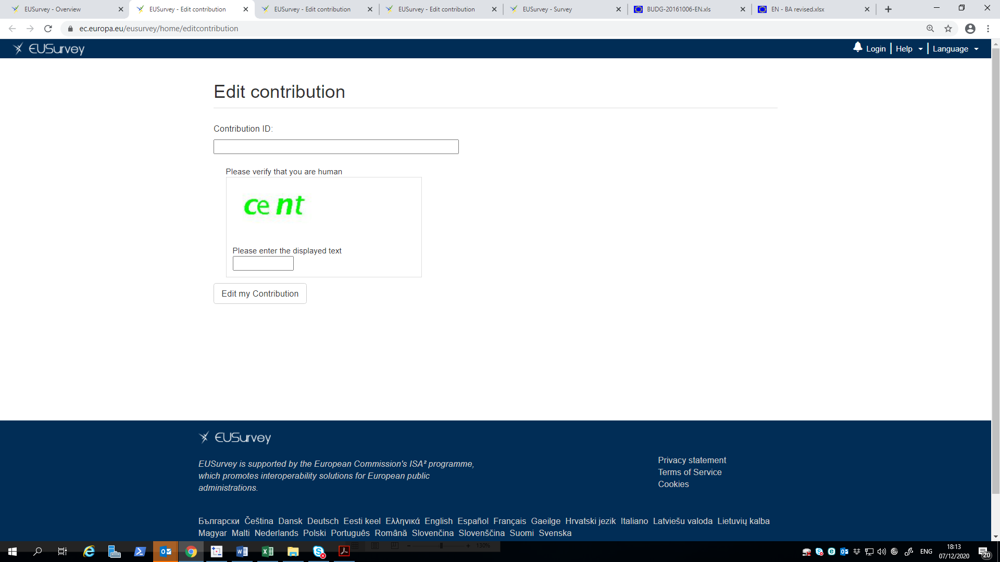 EUSurvey - Overview
EUSurvey - Edit contribution
EUSurvey - Edit contribution
EUSurvey - Edit contribution
EUSurvey - Survey
BUDG-20161006-EN.xls
EN - BA revised.xlsx
ec.europa.eu/eusurvey/home/editcontribution
EUSurvey
Login
Help
Language
Edit contribution
Contribution ID:
Please verify that you are human
ce nt
Please enter the displayed text
Edit my Contribution
EUSurvey
EUSurvey is supported by the European Commission's ISA² programme,
which promotes interoperability solutions for European public
administrations.
Privacy statement
Terms of Service
Cookies
Български Čeština Dansk Deutsch Eesti keel Ελληνικά English Español Français Gaeilge Hrvatski jezik Italiano Latviešu valoda Lietuvių kalba
Magyar Malti Nederlands Polski Português Română Slovenčina Slovenščina Suomi Svenska
130%
ENG
18:13
07/12/2020
20